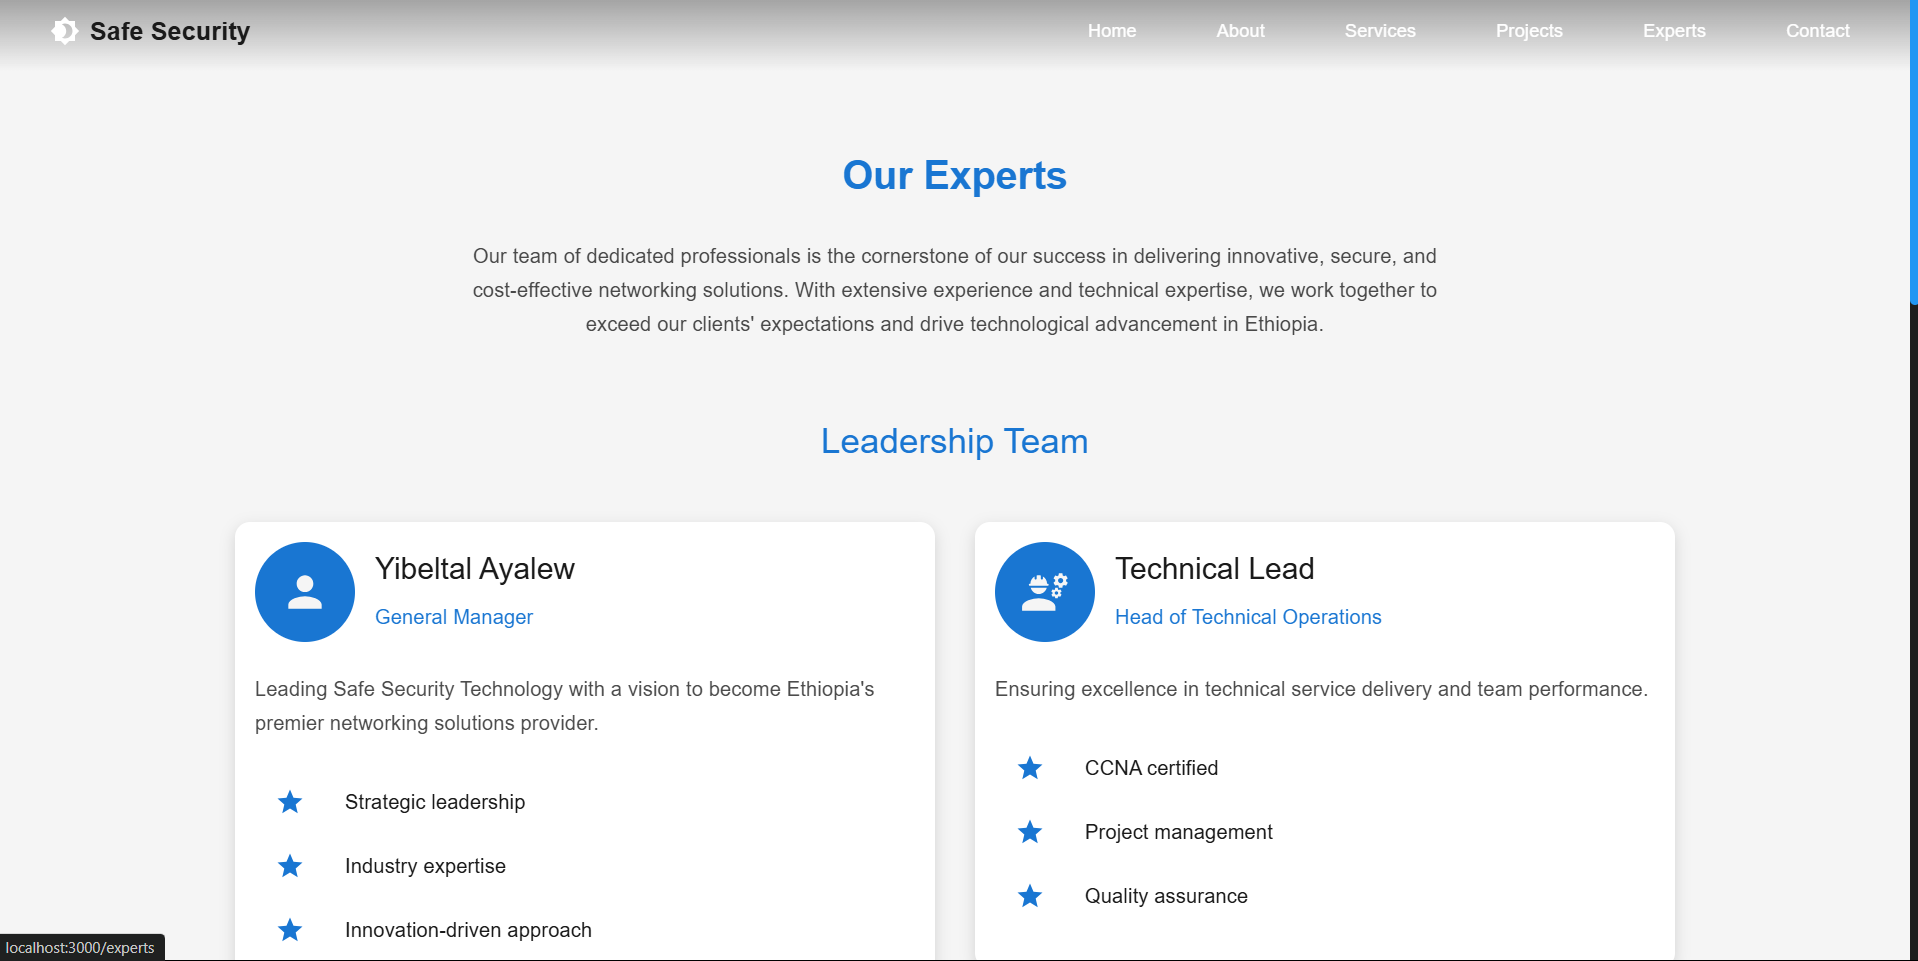 Safe Security
Home
About
Services
Projects
Experts
Contact
Our Experts
Our team of dedicated professionals is the cornerstone of our success in delivering innovative, secure, and
cost-effective networking solutions. With extensive experience and technical expertise, we work together to
exceed our clients' expectations and drive technological advancement in Ethiopia.
Leadership Team
Yibeltal Ayalew
General Manager
Leading Safe Security Technology with a vision to become Ethiopia's
premier networking solutions provider.
Strategic leadership
Industry expertise
Innovation-driven approach
Technical Lead
Head of Technical Operations
Ensuring excellence in technical service delivery and team performance.
CCNA certified
Project management
Quality assurance
localhost:3000/experts